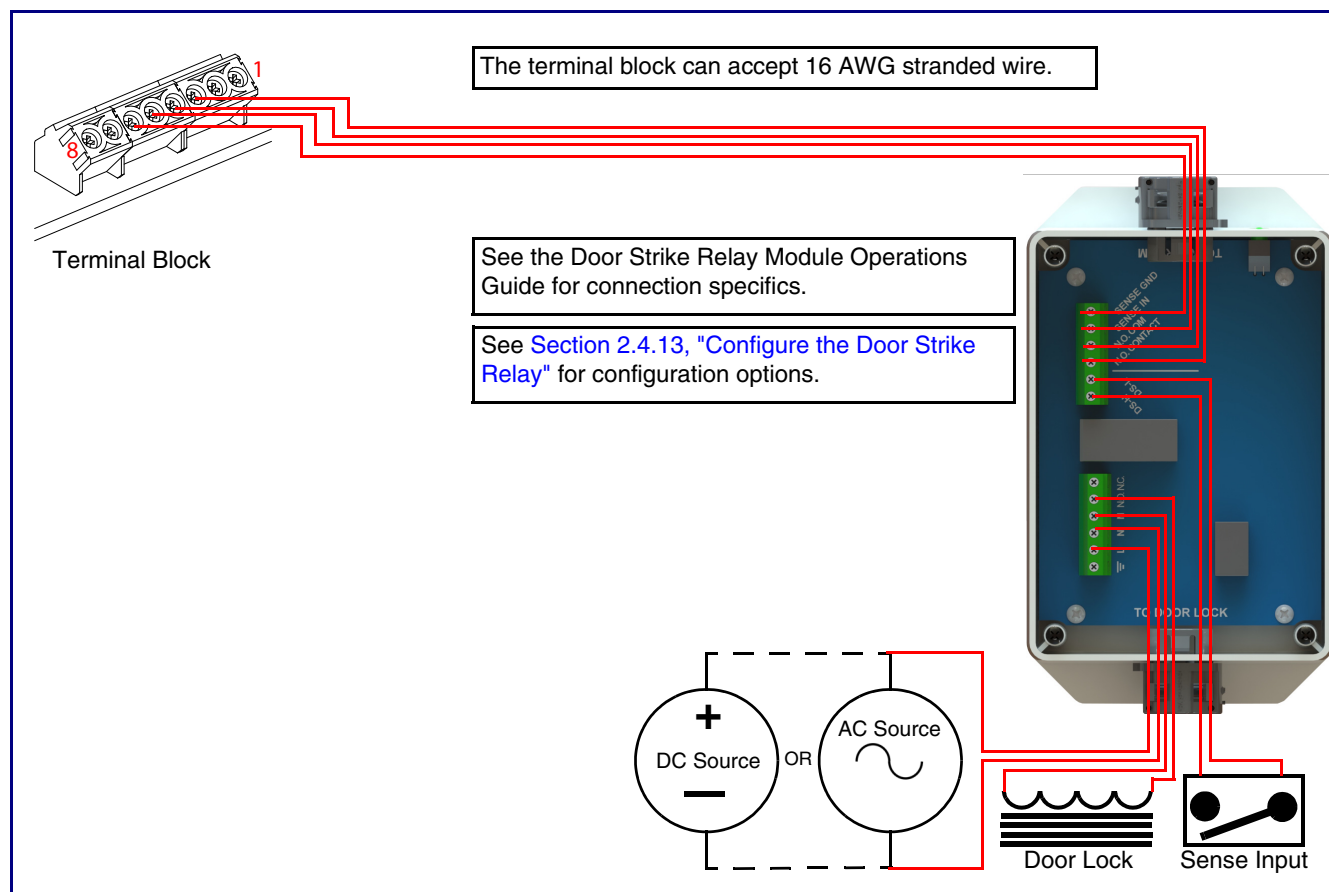 1
The terminal block can accept 16 AWG stranded wire.
8
Terminal Block
See the Door Strike Relay Module Operations
Guide for connection specifics.
See Section 2.4.13, "Configure the Door Strike
Relay" for configuration options.
SENSE GND
SENSE IN
N.O. COM
N.O. CONTACT
DS-1
N.C.
N.O.
N
TO DOOR LOCK
+
DC Source
OR
AC Source
Door Lock
Sense Input